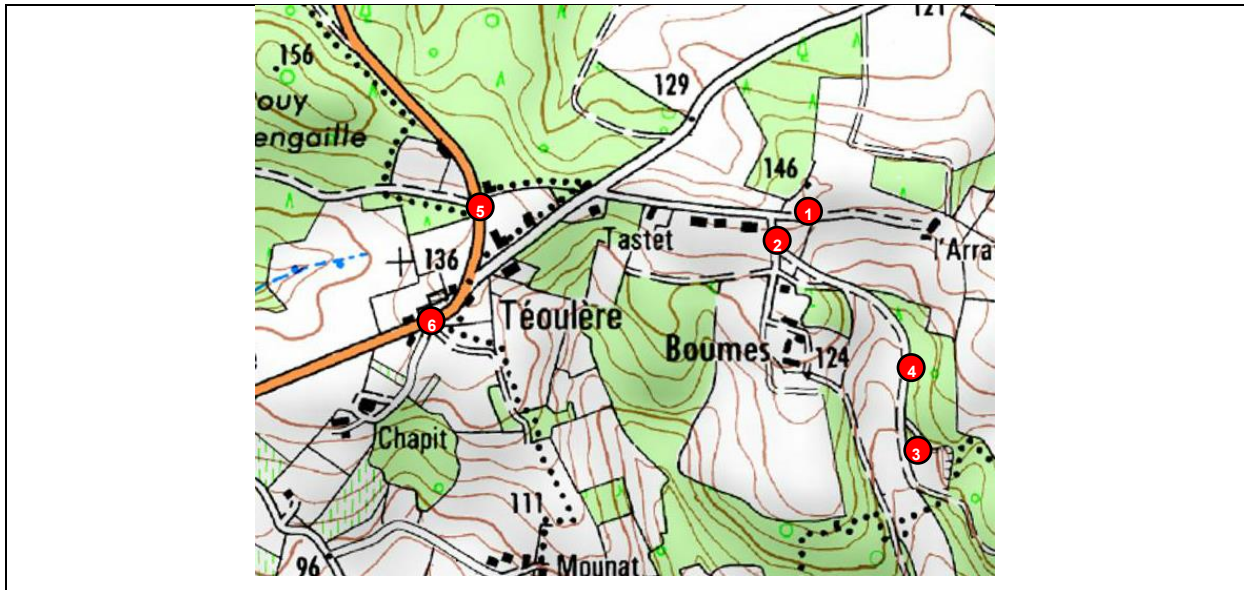 121
156
129
ouy
engaille
146
1
5
Tastet
2
l'Arra
136
6
Téoulère
Boumes
124
4
Chapit
3
111
96
Mounat